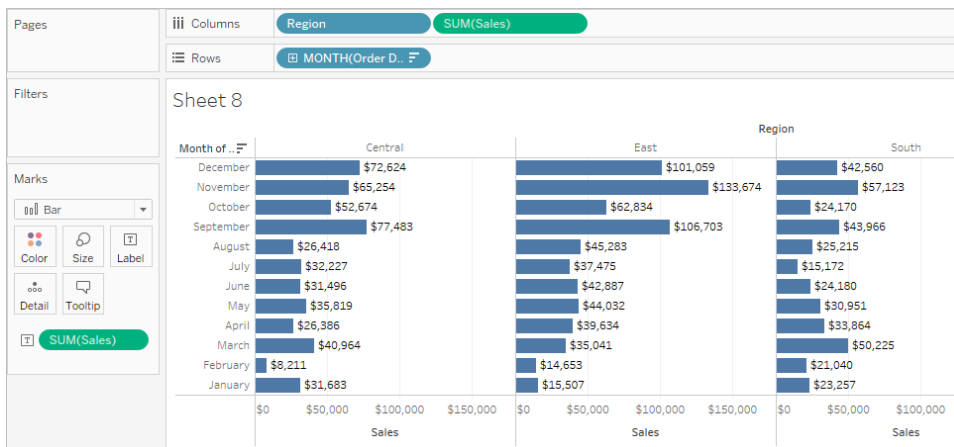 Pages
Columns Region SUM(Sales)
Rows MONTH(Order D..
Filters
Sheet 8
Region
Month of ..
Central East South
December $72,624 $101,059 $42,560
November $65,254 $133,674 $57,123
October $52,674 $62,834 $24,170
September $77,483 $106,703 $43,966
August $26,418 $45,283 $25,215
July $32,227 $37,475 $15,172
June $31,496 $42,887 $24,180
May $35,819 $44,032 $30,951
April $26,386 $39,634 $33,864
March $40,964 $35,041 $50,225
February $8,211 $14,653 $21,040
January $31,683 $15,507 $23,257
$0 $50,000 $100,000 $150,000 $0 $50,000 $100,000 $150,000 $0 $50,000 $100,000
Sales Sales Sales
Marks
Bar
Color Size Label
Detail Tooltip
SUM(Sales)